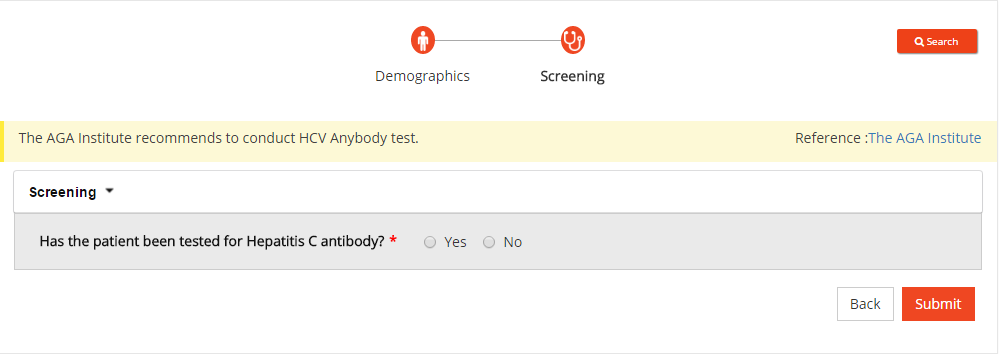 Search
Demographics
Screening
The AGA Institute recommends to conduct HCV Anybody test.
Reference :The AGA Institute
Screening
Has the patient been tested for Hepatitis C antibody? * Yes No
Back
Submit